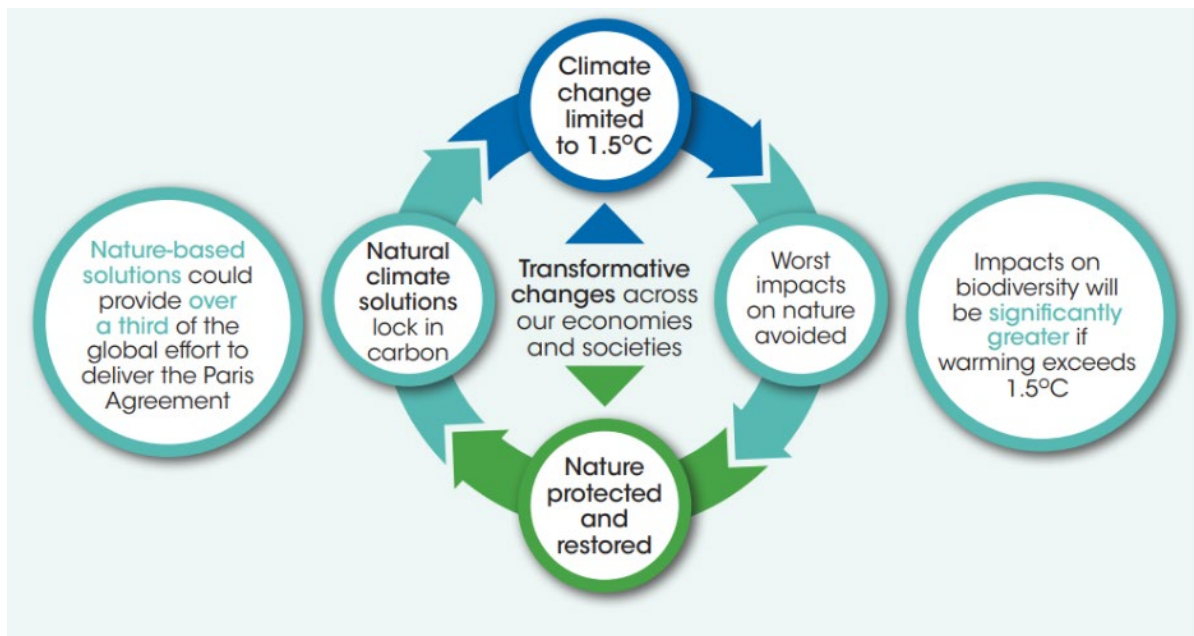 Climate
change
limited
to 1.5ºC
Nature-based
solutions could
provide over
a third of the
global effort to
deliver the Paris
Agreement
Natural
climate
solutions
lock in
carbon
Transformative
changes across
our economies
and societies
Worst
impacts
on nature
avoided
Impacts on
biodiversity will
be significantly
greater if
warming exceeds
1.5ºC
Nature
protected
and
restored